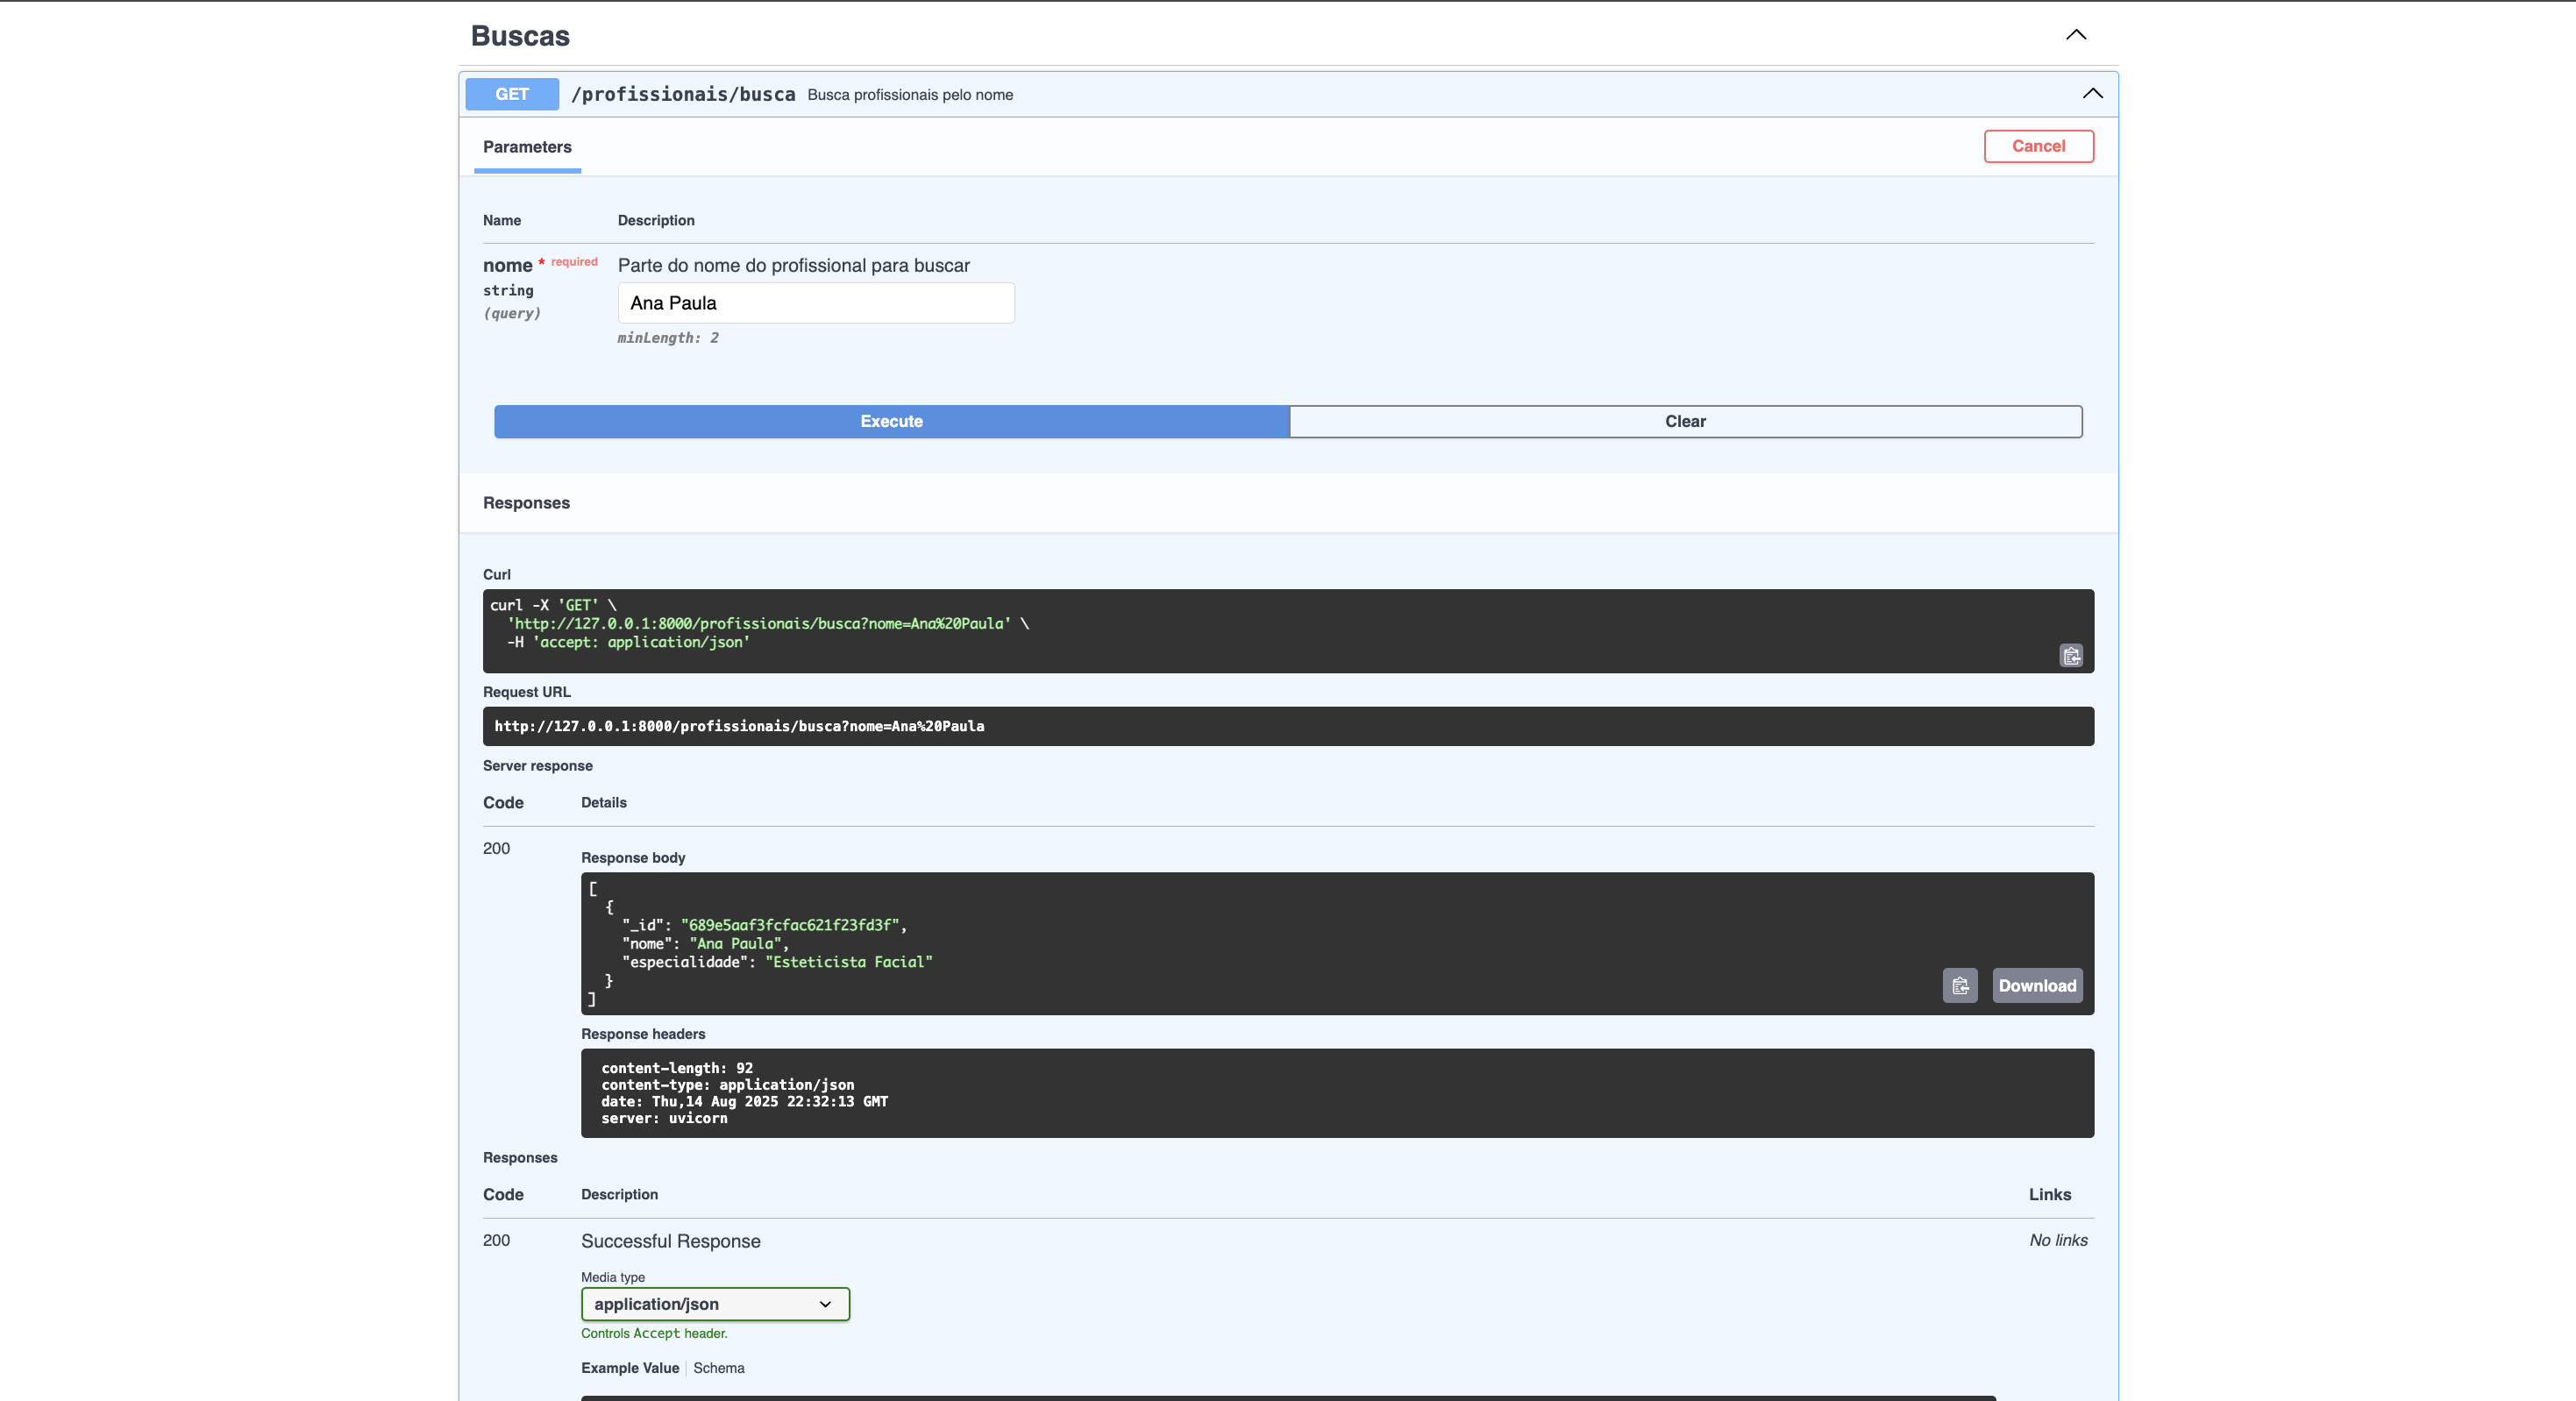 Buscas
GET /profissionais/busca Busca profissionais pelo nome
Parameters
Cancel
Name Description
nome * required Parte do nome do profissional para buscar
string
(query)
Ana Paula
minLength: 2
Execute Clear
Responses
Curl
curl -X 'GET' \
'http://127.0.0.1:8000/profissionais/busca?nome=Ana%20Paula' \
-H 'accept: application/json'
Request URL
http://127.0.0.1:8000/profissionais/busca?nome=Ana%20Paula
Server response
Code Details
200
Response body
[
{
"_id": "689e5aaf3fcfac621f23fd3f",
"nome": "Ana Paula",
"especialidade": "Esteticista Facial"
}
]
Download
Response headers
content-length: 92
content-type: application/json
date: Thu,14 Aug 2025 22:32:13 GMT
server: uvicorn
Responses
Code Description Links
200 Successful Response No links
Media type
application/json
Controls Accept header.
Example Value Schema